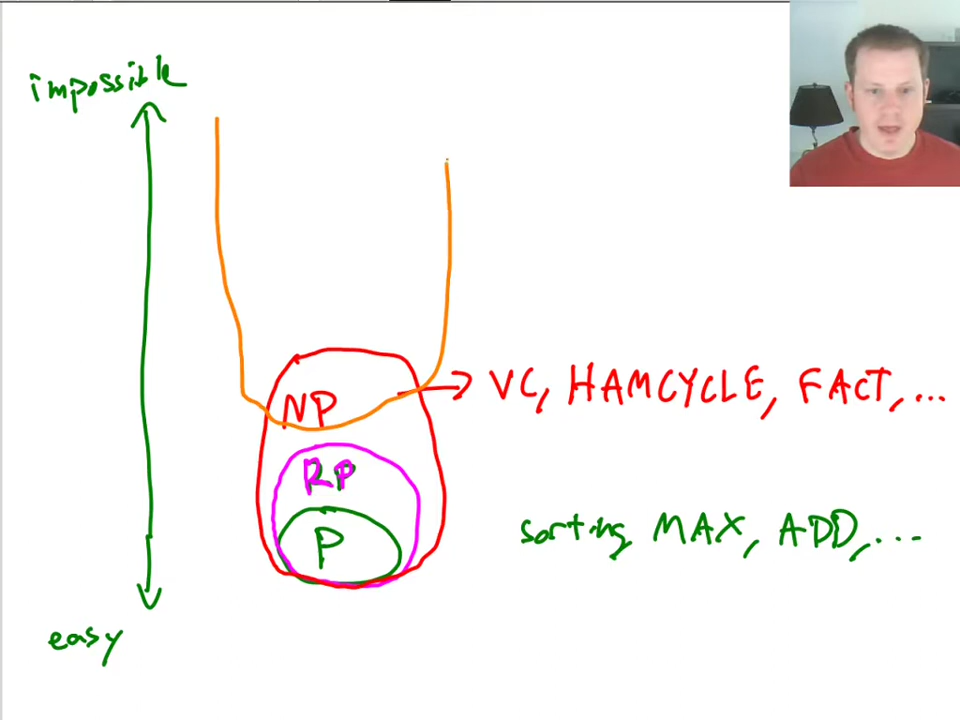 impossible
NP
→ VC, HAMCYCLE, FACT, ...
RP
P
sorting, MAX, ADD, ...
easy